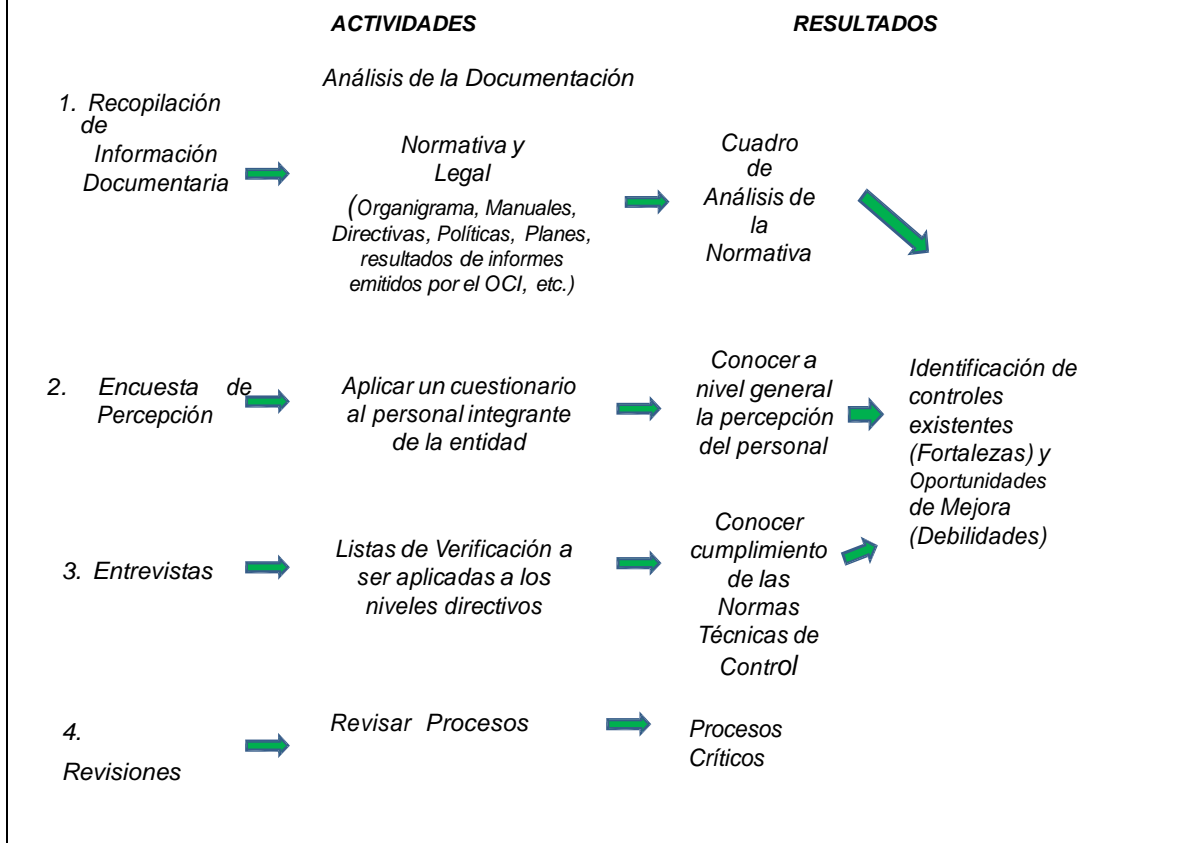 ACTIVIDADES
RESULTADOS
Análisis de la Documentación
1. Recopilación
de
Información
Documentaria
Normativa y
Legal
(Organigrama, Manuales,
Directivas, Políticas, Planes,
resultados de informes
emitidos por el OCI, etc.)
Cuadro
de
Análisis de
la
Normativa
2. Encuesta de
Percepción
Aplicar un cuestionario
al personal integrante
de la entidad
Conocer a
nivel general
la percepción
del personal
Identificación de
controles
existentes
(Fortalezas) y
Oportunidades
de Mejora
(Debilidades)
3. Entrevistas
Listas de Verificación a
ser aplicadas a los
niveles directivos
Conocer
cumplimiento
de las
Normas
Técnicas de
Control
4.
Revisiones
Revisar Procesos
Procesos
Críticos